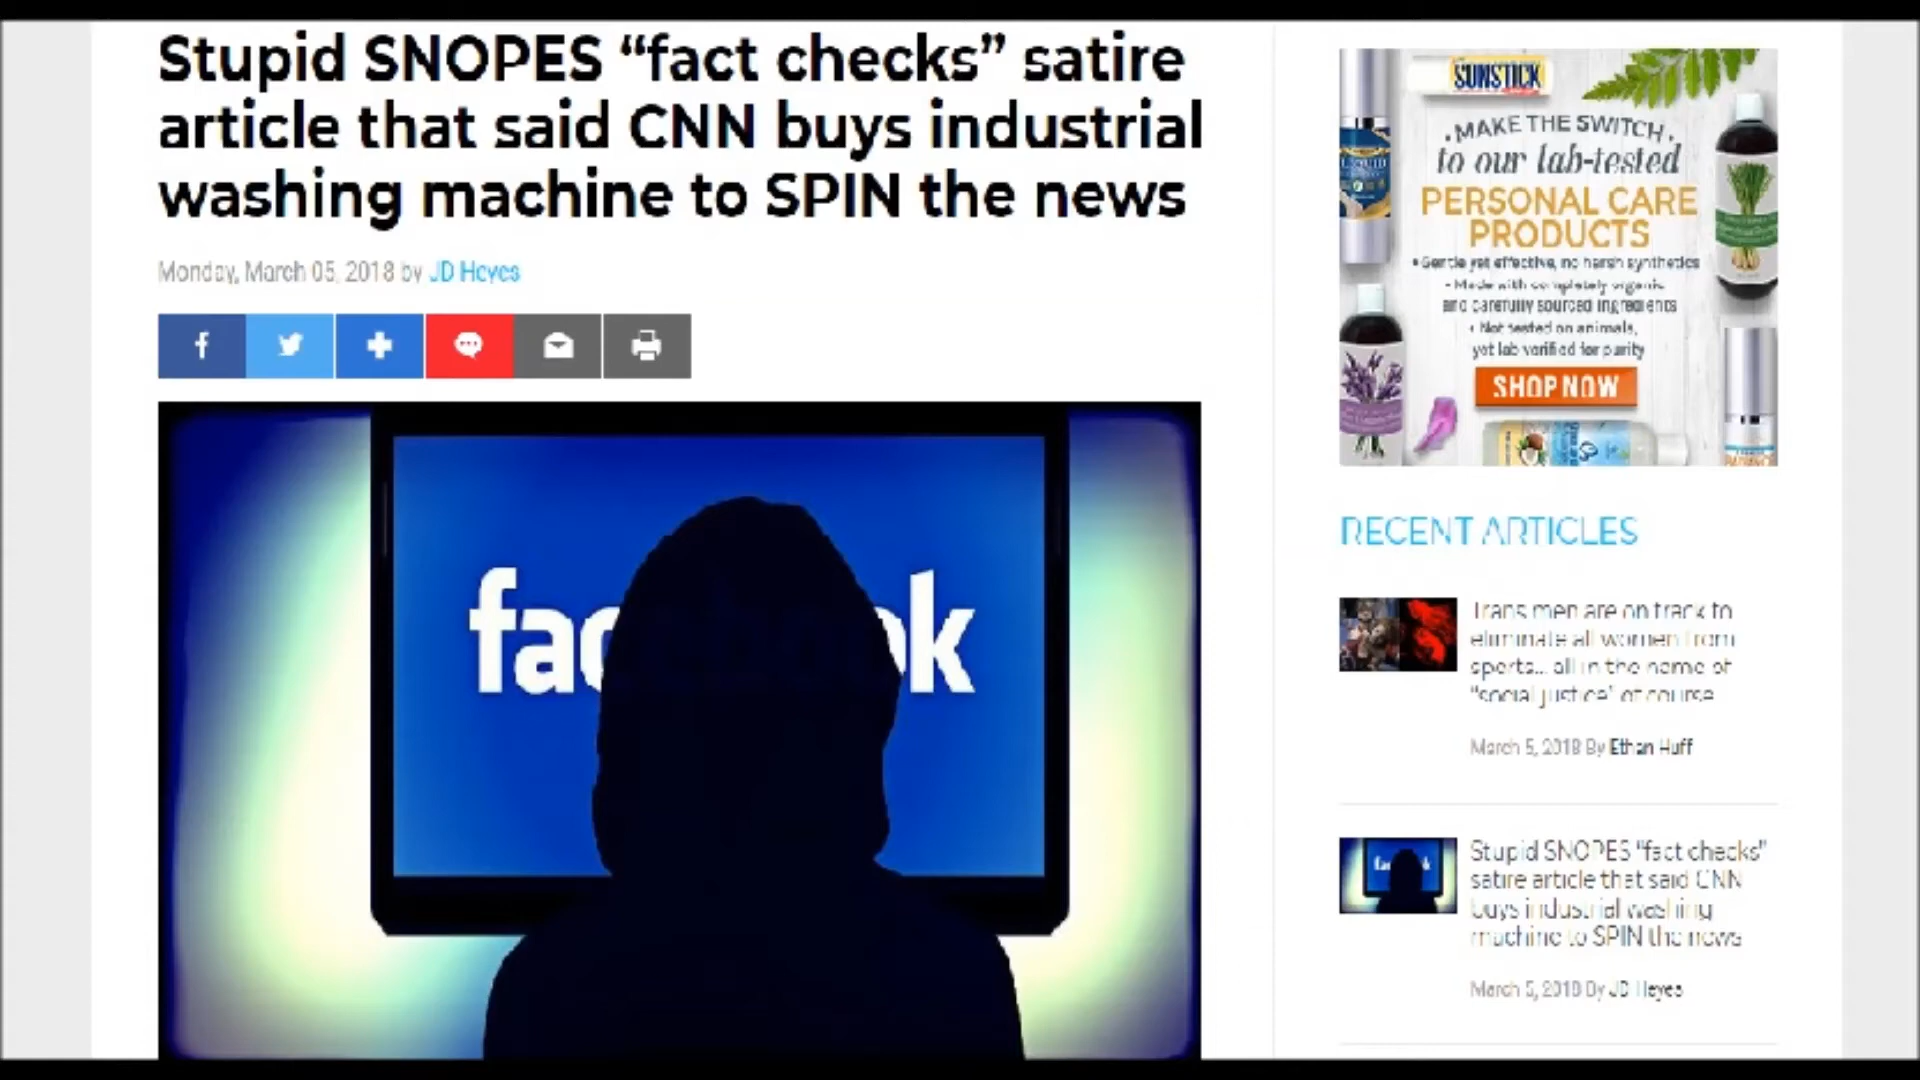 Stupid SNOPES “fact checks” satire
article that said CNN buys industrial
washing machine to SPIN the news
Monday, March 05, 2018 by JD Heyes
facebook
SUNSTICK
• MAKE THE SWITCH •
to our lab-tested
PERSONAL CARE
PRODUCTS
• Gentle yet effective, no harsh synthetics
• Made with completely organic
and carefully sourced ingredients
• Not tested on animals,
yet lab verified for purity
SHOP NOW
RECENT ARTICLES
Trans men are on track to
eliminate all women from
sports... all in the name of
“social justice” of course
March 5, 2018 By Ethan Huff
Stupid SNOPES “fact checks”
satire article that said CNN
buys industrial washing
machine to SPIN the news
March 5, 2018 By JD Heyes